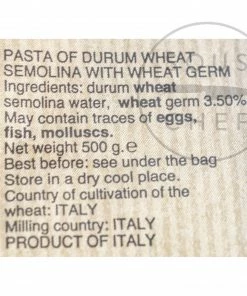 PASTA OF DURUM WHEAT
SEMOLINA WITH WHEAT GERM
Ingredients: durum wheat
semolina water, wheat germ 3.50%
May contain traces of eggs,
fish, molluscs.
Net weight 500 g.e
Best before: see under the bag
Store in a dry cool place.
Country of cultivation of the
wheat: ITALY
Milling country: ITALY
PRODUCT OF ITALY